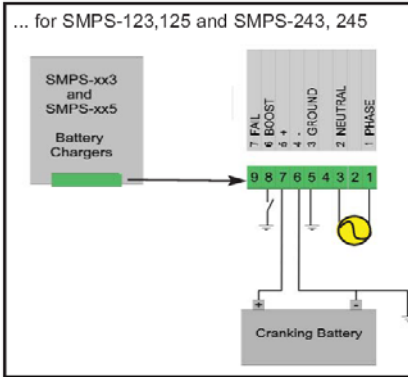 ... for SMPS-123,125 and SMPS-243, 245
SMPS-xx3
and
SMPS-xx5
Battery
Chargers
7 FAL
6 BOOST
5 +
4 -
3 GROUND
2 NEUTRAL
1 PHASE
9 8 7 6 5 4 3 2 1
+ -
Cranking Battery